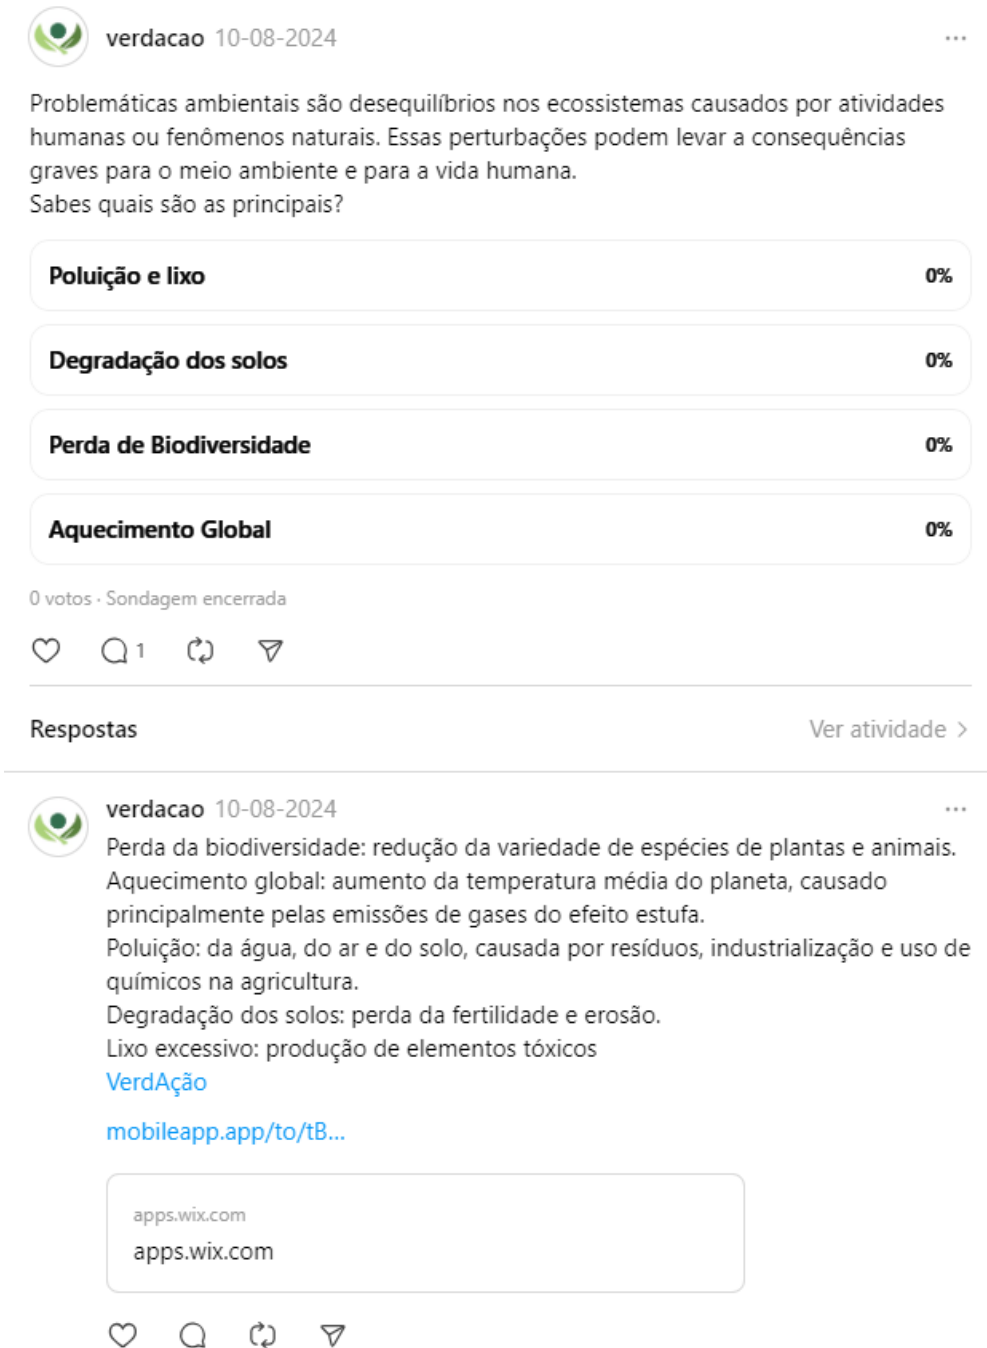 verdacao 10-08-2024
Problemáticas ambientais são desequilíbrios nos ecossistemas causados por atividades
humanas ou fenômenos naturais. Essas perturbações podem levar a consequências
graves para o meio ambiente e para a vida humana.
Sabes quais são as principais?
Poluição e lixo 0%
Degradação dos solos 0%
Perda de Biodiversidade 0%
Aquecimento Global 0%
0 votos · Sondagem encerrada
1
Respostas Ver atividade
verdacao 10-08-2024
Perda da biodiversidade: redução da variedade de espécies de plantas e animais.
Aquecimento global: aumento da temperatura média do planeta, causado
principalmente pelas emissões de gases do efeito estufa.
Poluição: da água, do ar e do solo, causada por resíduos, industrialização e uso de
químicos na agricultura.
Degradação dos solos: perda da fertilidade e erosão.
Lixo excessivo: produção de elementos tóxicos
VerdAção
mobileapp.app/to/tB...
apps.wix.com
apps.wix.com